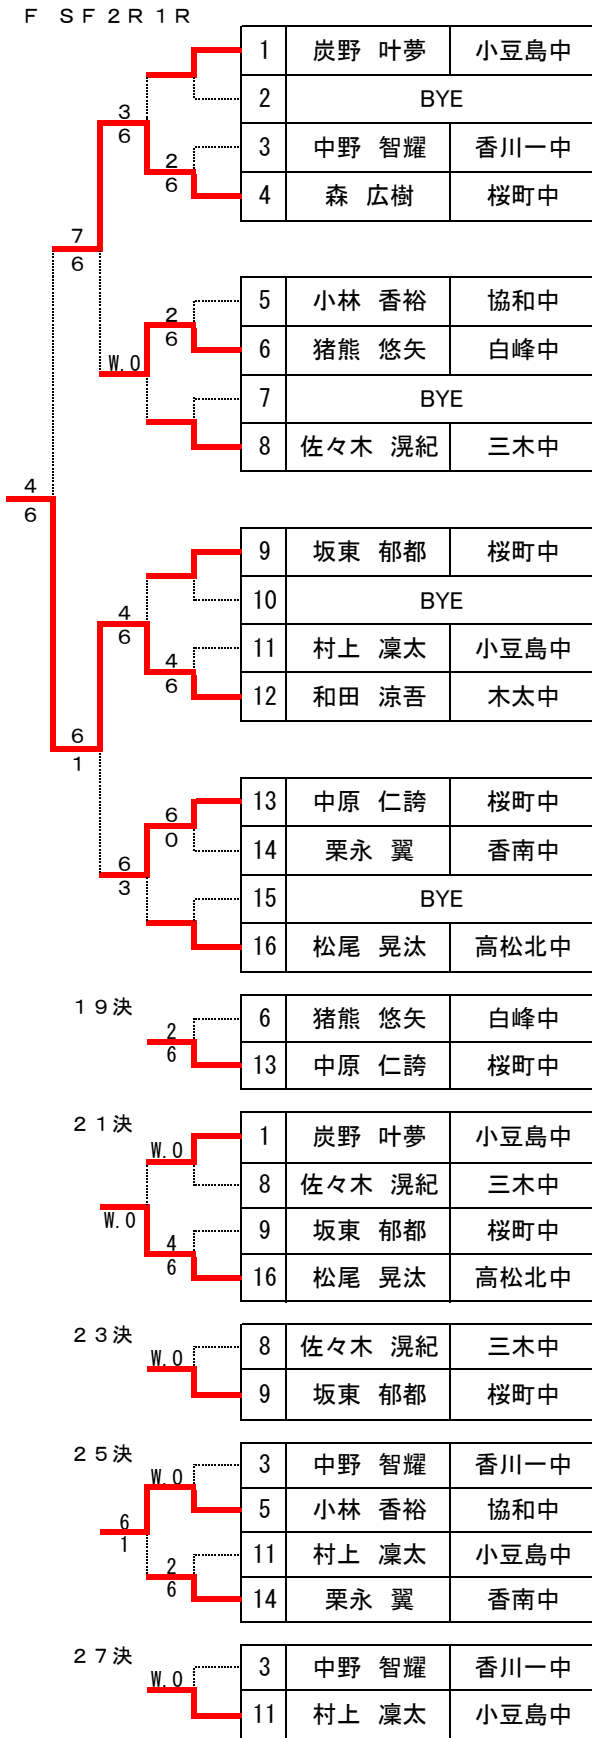 F SF 2R 1R
1 炭野 叶夢 小豆島中
2 BYE
3
6
3 中野 智耀 香川一中
2
6
4 森 広樹 桜町中
7
6
5 小林 香裕 協和中
2
6
6 猪熊 悠矢 白峰中
W.O
7 BYE
8 佐々木 滉紀 三木中
4
6
9 坂東 郁都 桜町中
10 BYE
4
6
11 村上 凜太 小豆島中
4
6
12 和田 涼吾 木太中
6
1
13 中原 仁誇 桜町中
6
0
14 栗永 翼 香南中
6
3
15 BYE
16 松尾 晃汰 高松北中
19決
6 猪熊 悠矢 白峰中
2
6
13 中原 仁誇 桜町中
21決
1 炭野 叶夢 小豆島中
W.O
8 佐々木 滉紀 三木中
W.O
9 坂東 郁都 桜町中
4
6
16 松尾 晃汰 高松北中
23決
8 佐々木 滉紀 三木中
W.O
9 坂東 郁都 桜町中
25決
3 中野 智耀 香川一中
W.O
5 小林 香裕 協和中
6
1
11 村上 凜太 小豆島中
2
6
14 栗永 翼 香南中
27決
3 中野 智耀 香川一中
W.O
11 村上 凜太 小豆島中